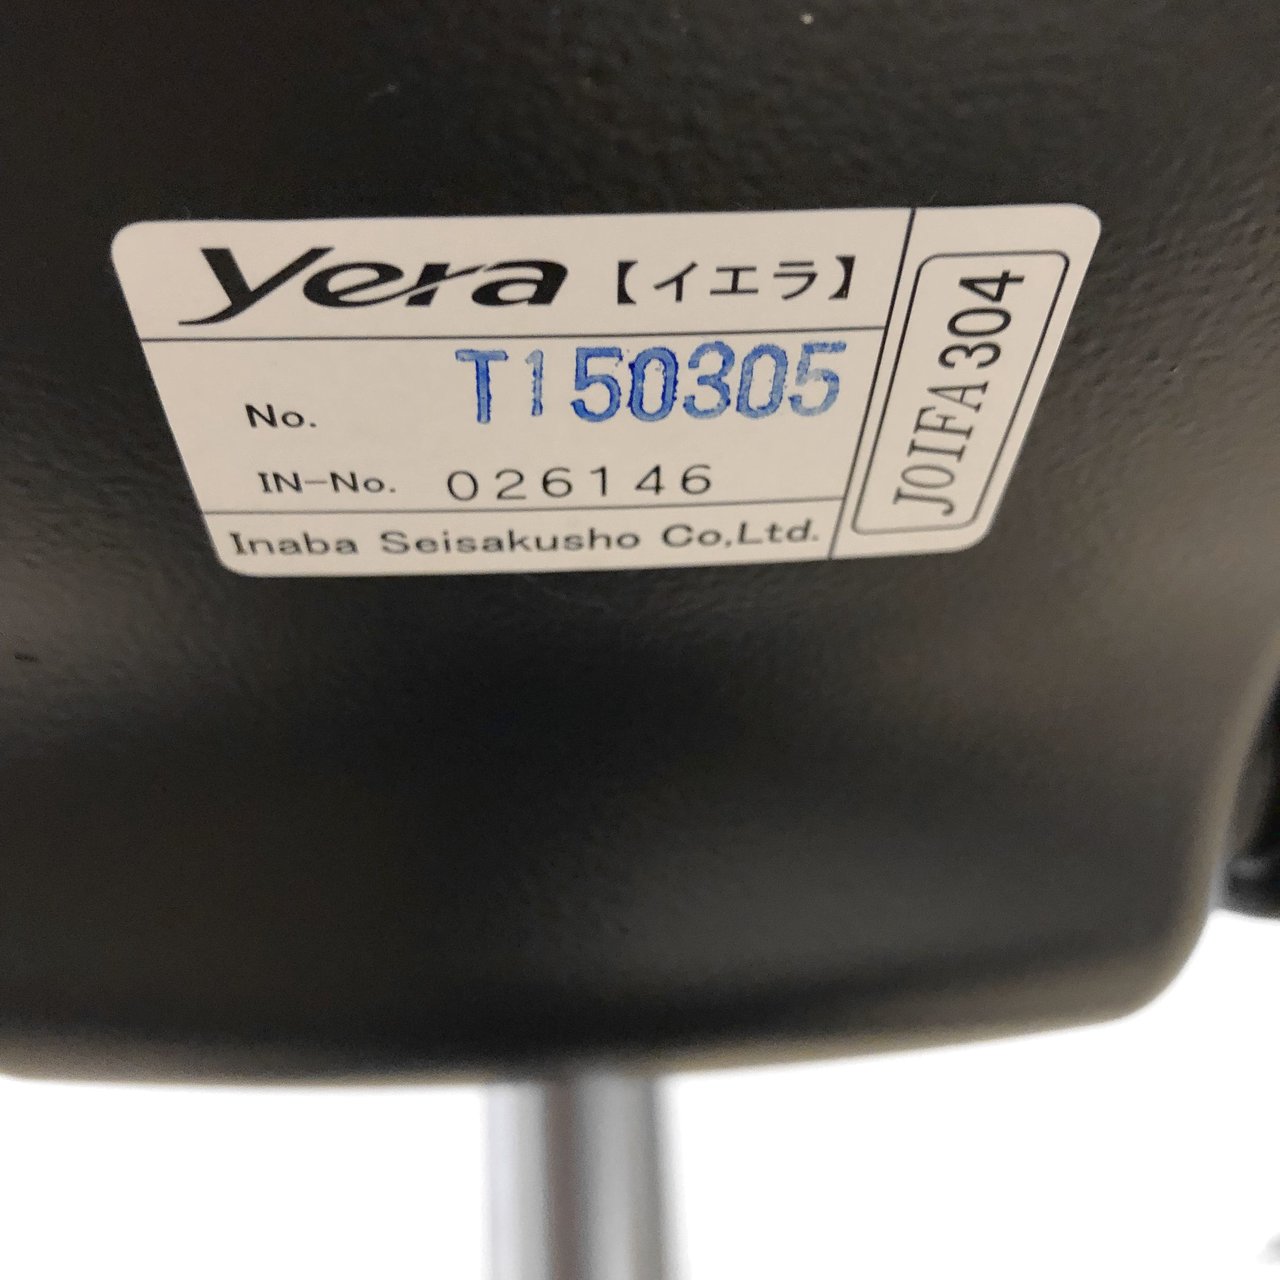 yera【イエラ】
No. T150305
IN-No. 026146
Inaba Seisakusho Co,Ltd.
JOIFA304